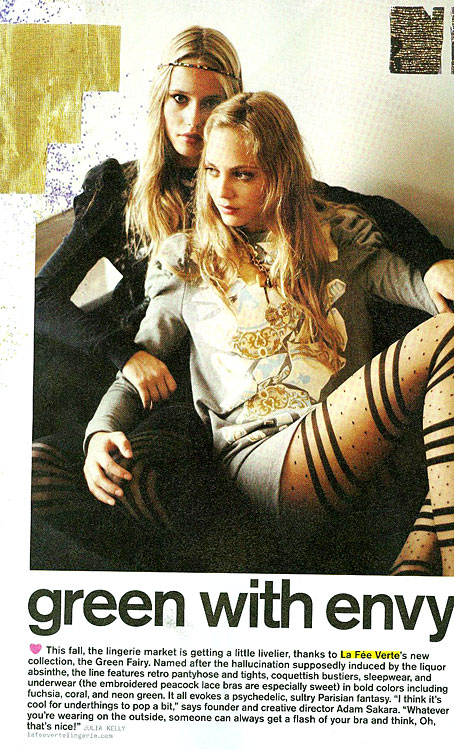 green with envy
This fall, the lingerie market is getting a little livelier, thanks to La Fée Verte's new
collection, the Green Fairy. Named after the hallucination supposedly induced by the liquor
absinthe, the line features retro pantyhose and tights, coquettish bustiers, sleepwear, and
underwear (the embroidered peacock lace bras are especially sweet) in bold colors including
fuchsia, coral, and neon green. It all evokes a psychedelic, sultry Parisian fantasy. "I think it's
cool for underthings to pop a bit," says founder and creative director Adam Sakara. "Whatever
you're wearing on the outside, someone can always get a flash of your bra and think, Oh,
that's nice!" JULIA KELLY
lafeevertelingerie.com